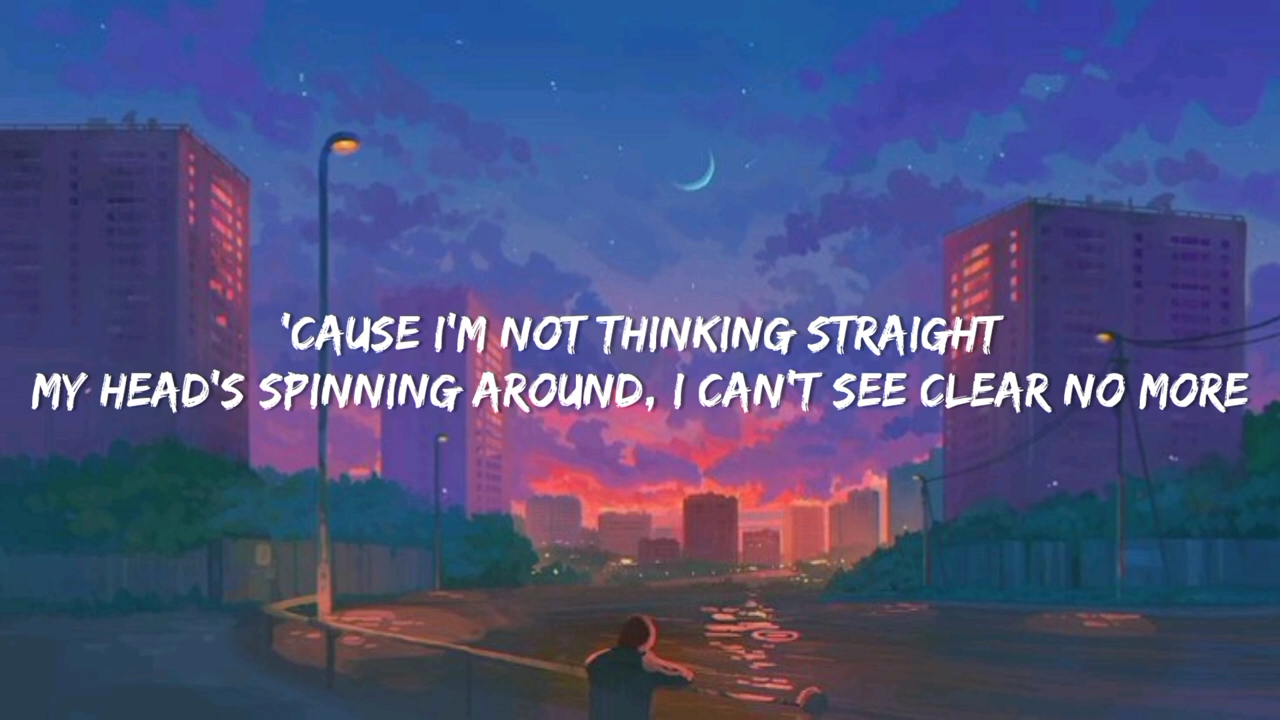 'CAUSE I'M NOT THINKING STRAIGHT
MY HEAD'S SPINNING AROUND, I CAN'T SEE CLEAR NO MORE